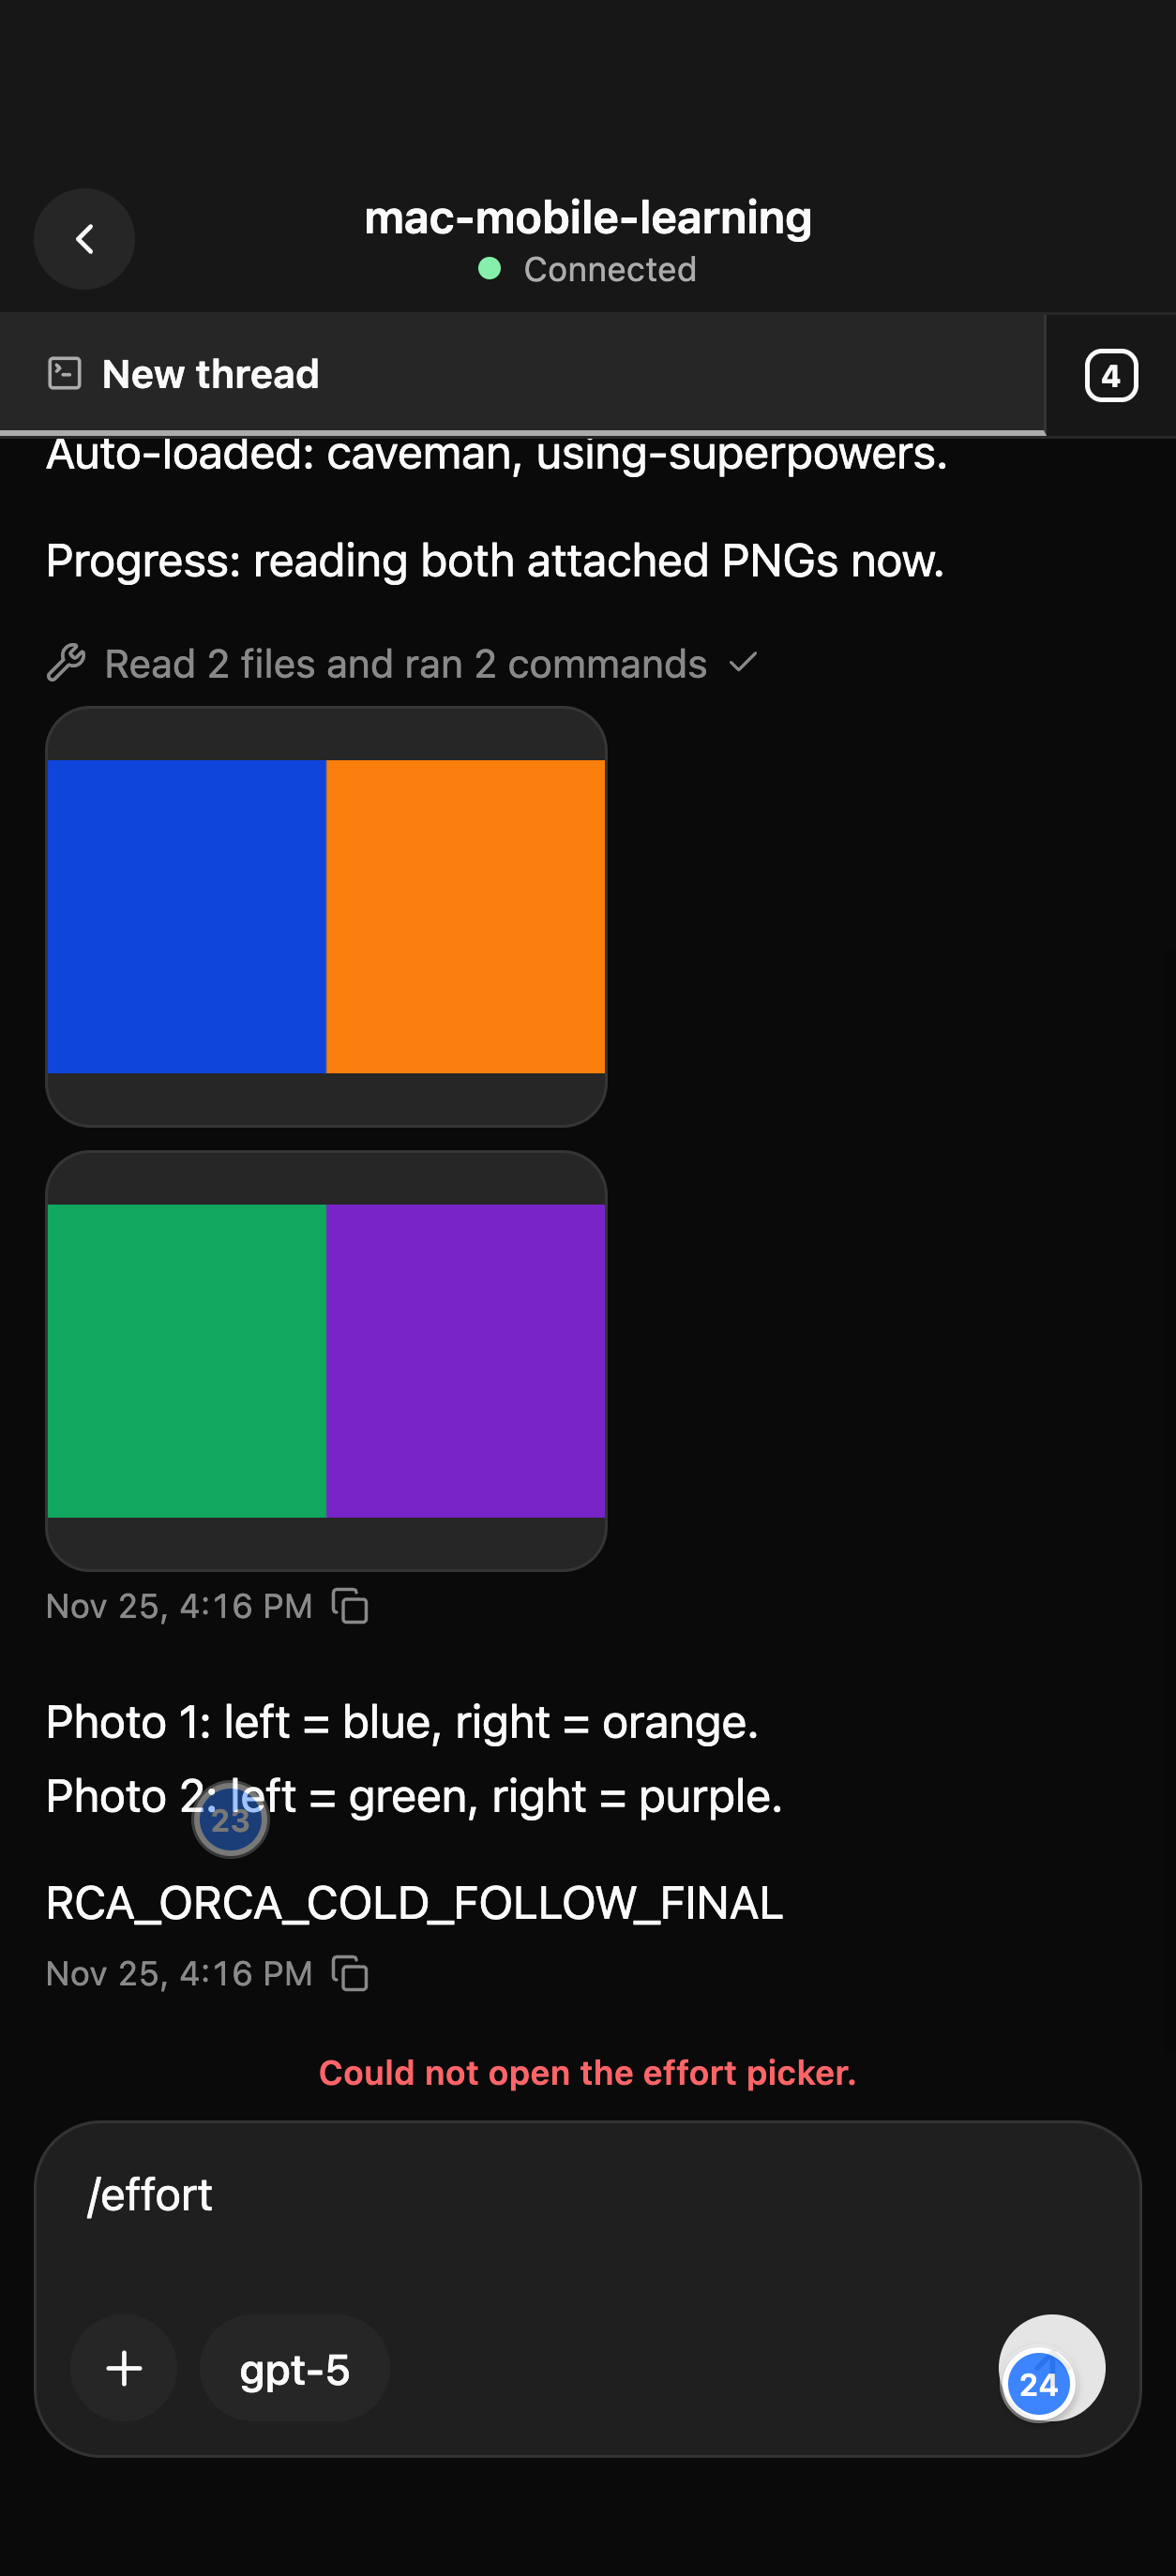 mac-mobile-learning
Connected
New thread
4
Auto-loaded: caveman, using-superpowers.
Progress: reading both attached PNGs now.
Read 2 files and ran 2 commands
Nov 25, 4:16 PM
Photo 1: left = blue, right = orange.
Photo 2: left = green, right = purple.
23
RCA_ORCA_COLD_FOLLOW_FINAL
Nov 25, 4:16 PM
Could not open the effort picker.
/effort
gpt-5
24